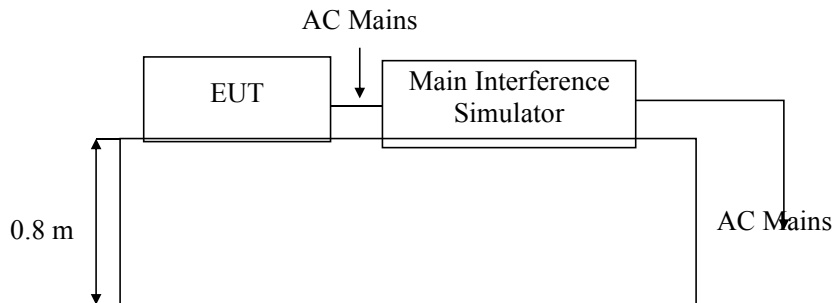 AC Mains
EUT
Main Interference
Simulator
0.8 m
AC Mains